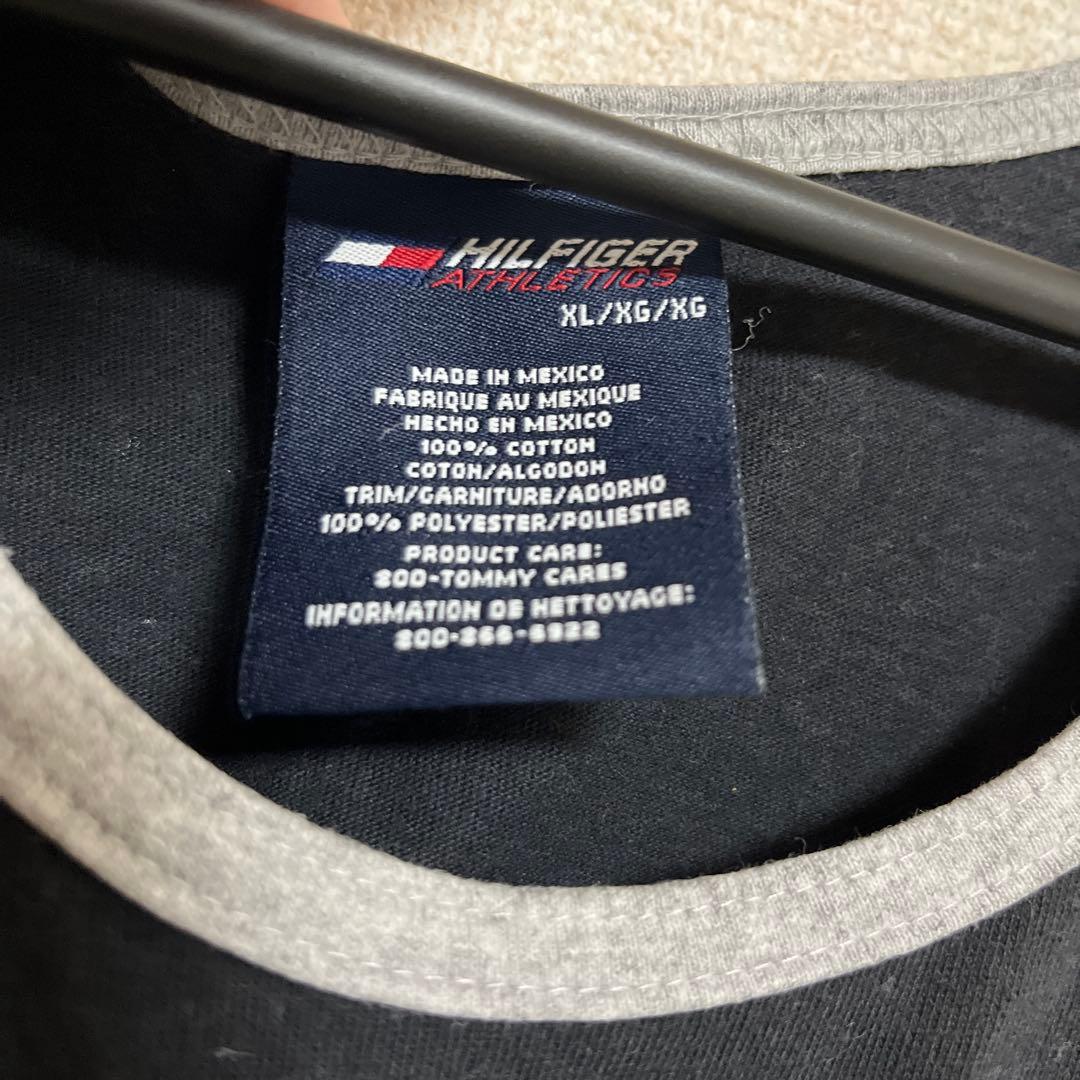 HILFIGER
ATHLETICS
XL/XG/XG
MADE IN MEXICO
FABRIQUE AU MEXIQUE
HECHO EN MEXICO
100% COTTON
COTON/ALGODON
TRIM/GARNITURE/ADORNO
100% POLYESTER/POLIESTER
PRODUCT CARE:
800-TOMMY CARES
INFORMATION DE NETTOYAGE:
800-866-6922